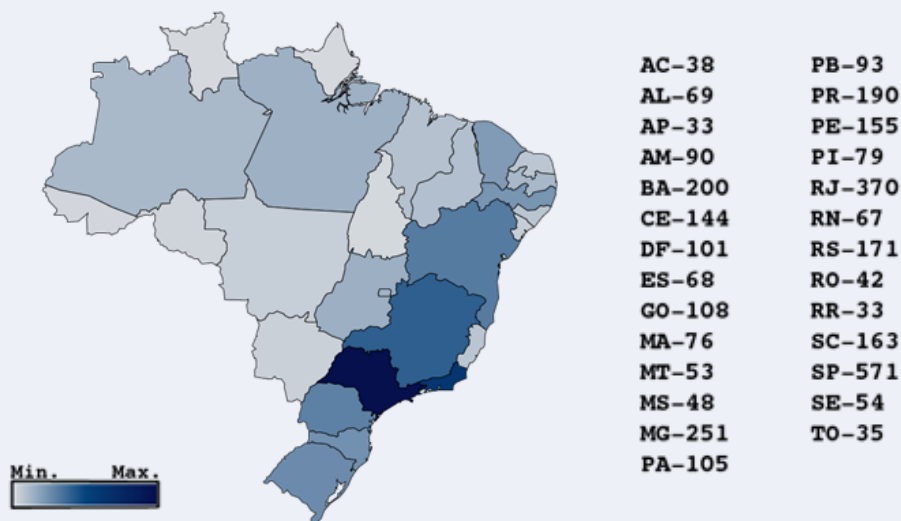 AC-38
AL-69
AP-33
AM-90
BA-200
CE-144
DF-101
ES-68
GO-108
MA-76
MT-53
MS-48
MG-251
PA-105
PB-93
PR-190
PE-155
PI-79
RJ-370
RN-67
RS-171
RO-42
RR-33
SC-163
SP-571
SE-54
TO-35
Min. Max.